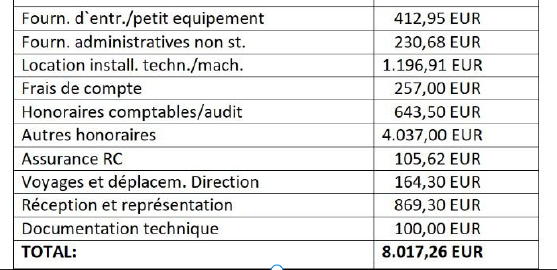 Fourn. d`entr./petit equipement 412,95 EUR
Fourn. administratives non st. 230,68 EUR
Location install. techn./mach. 1.196,91 EUR
Frais de compte 257,00 EUR
Honoraires comptables/audit 643,50 EUR
Autres honoraires 4.037,00 EUR
Assurance RC 105,62 EUR
Voyages et déplacem. Direction 164,30 EUR
Réception et représentation 869,30 EUR
Documentation technique 100,00 EUR
TOTAL: 8.017,26 EUR